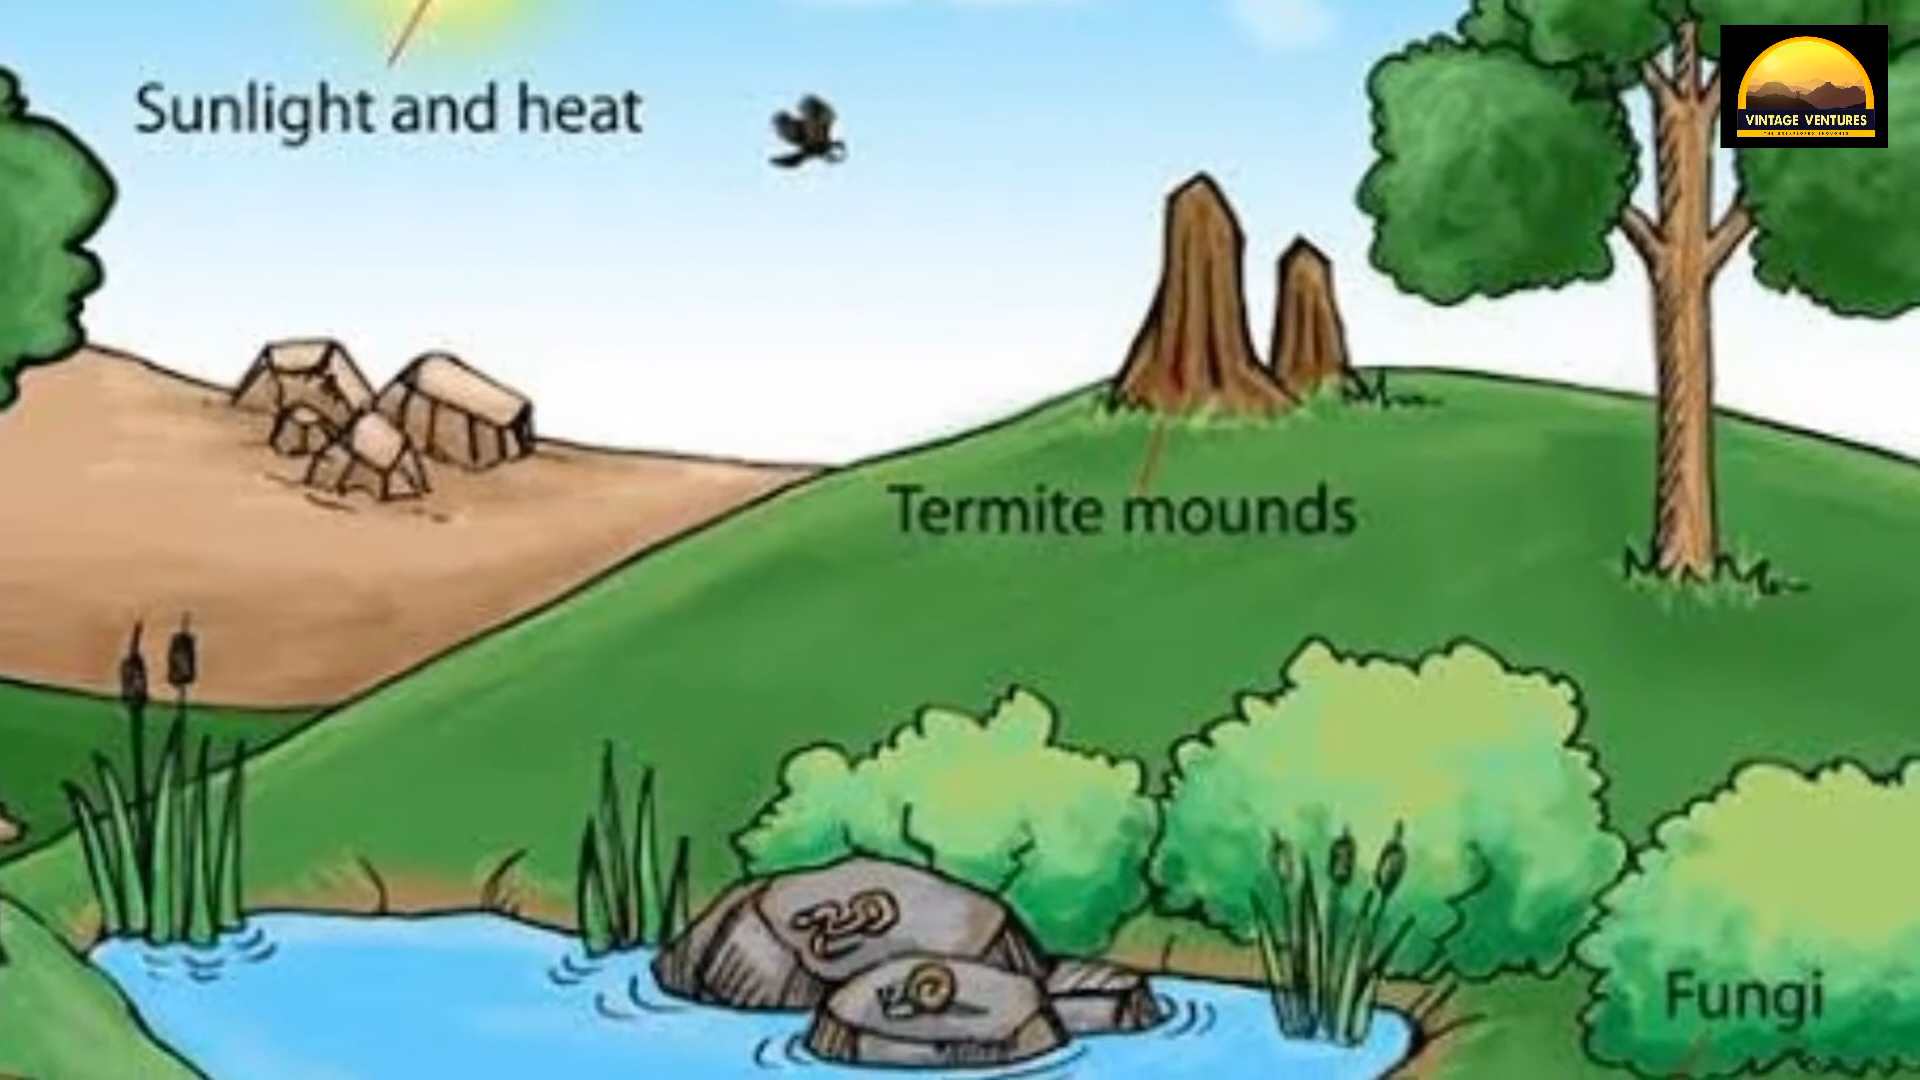 Sunlight and heat
VINTAGE VENTURES
Termite mounds
Fungi